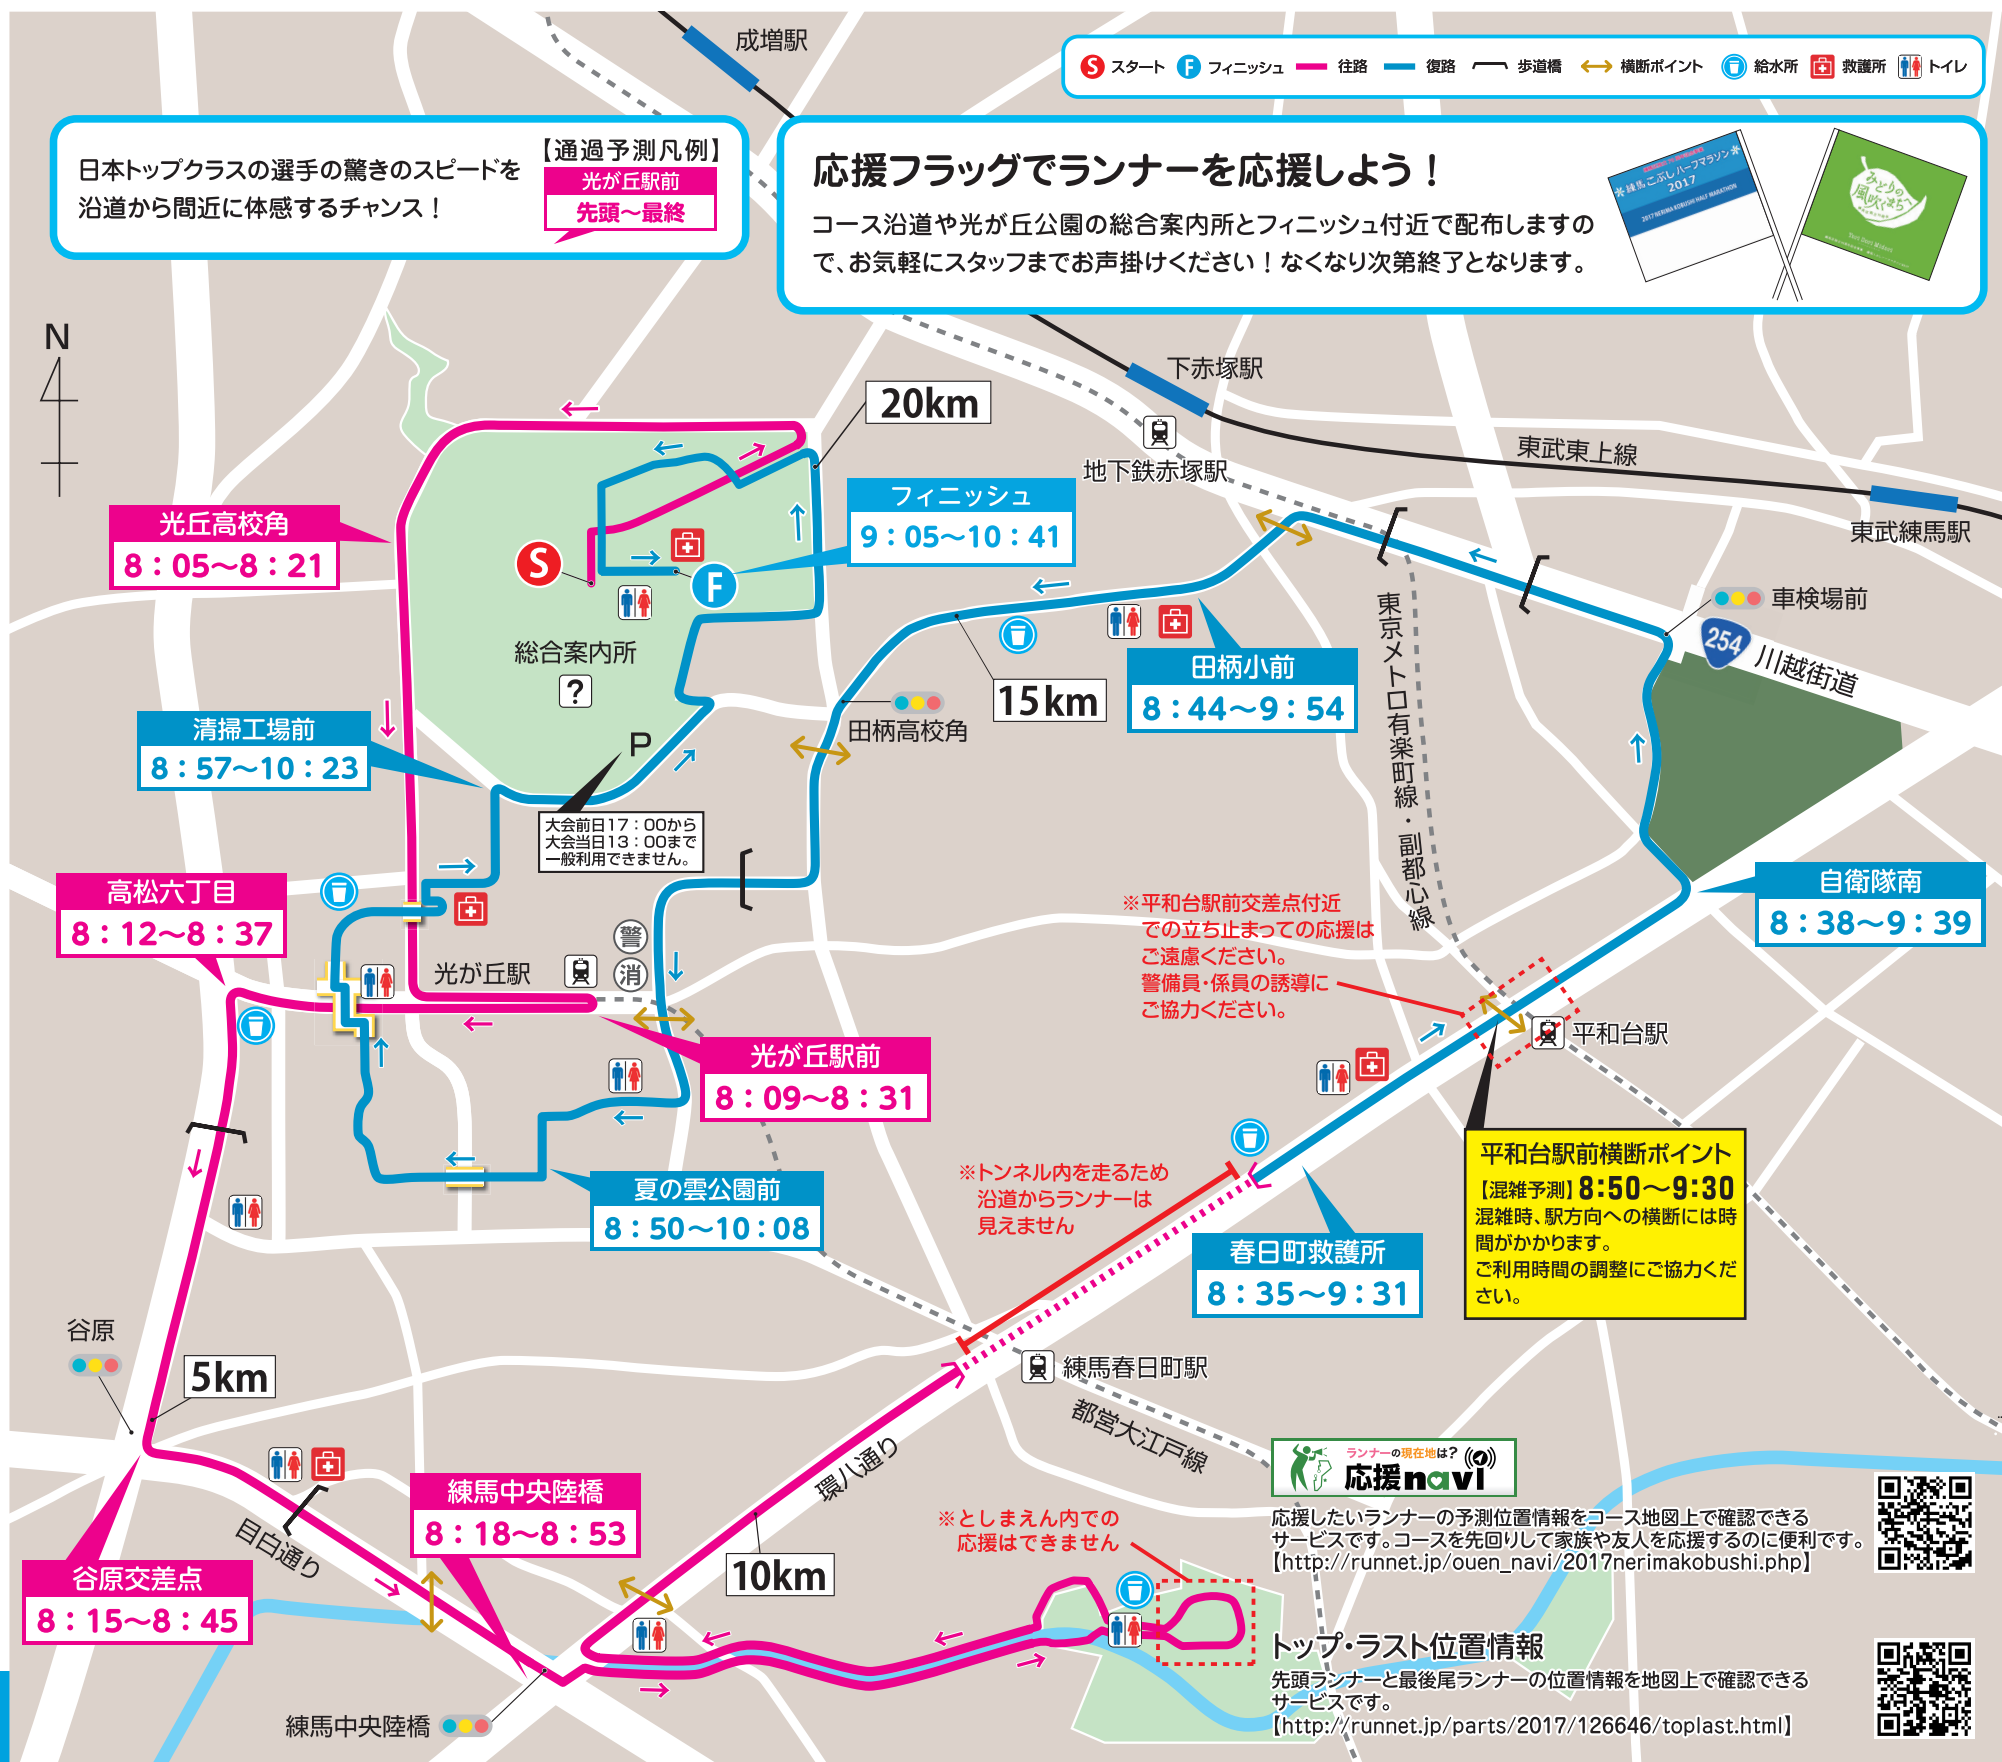 成増駅
S スタート F フィニッシュ 往路 復路 歩道橋 横断ポイント 給水所 救護所 トイレ
日本トップクラスの選手の驚きのスピードを
沿道から間近に体感するチャンス！
【通過予測凡例】
光が丘駅前
先頭〜最終
応援フラッグでランナーを応援しよう！
コース沿道や光が丘公園の総合案内所とフィニッシュ付近で配布しますの
で、お気軽にスタッフまでお声掛けください！なくなり次第終了となります。
練馬こぶしハーフマラソン
2017
2017 NERIMA KOBUSHI HALF MARATHON
みどりの
風吹くまちへ
N
下赤塚駅
20km
地下鉄赤塚駅
東武東上線
東武練馬駅
フィニッシュ
9：05〜10：41
光丘高校角
8：05〜8：21
S
F
車検場前
254
川越街道
東京メトロ有楽町線・副都心線
総合案内所
?
田柄小前
8：44〜9：54
15km
田柄高校角
清掃工場前
8：57〜10：23
P
大会前日17：00から
大会当日13：00まで
一般利用できません。
高松六丁目
8：12〜8：37
自衛隊南
8：38〜9：39
※平和台駅前交差点付近
での立ち止まっての応援は
ご遠慮ください。
警備員・係員の誘導に
ご協力ください。
警
消
光が丘駅
平和台駅
光が丘駅前
8：09〜8：31
平和台駅前横断ポイント
【混雑予測】8:50〜9:30
混雑時、駅方向への横断には時
間がかかります。
ご利用時間の調整にご協力くだ
さい。
※トンネル内を走るため
沿道からランナーは
見えません
夏の雲公園前
8：50〜10：08
春日町救護所
8：35〜9：31
谷原
5km
練馬春日町駅
都営大江戸線
環八通り
目白通り
練馬中央陸橋
8：18〜8：53
10km
※としまえん内での
応援はできません
谷原交差点
8：15〜8：45
練馬中央陸橋
ランナーの現在地は？
応援navi
応援したいランナーの予測位置情報をコース地図上で確認できる
サービスです。コースを先回りして家族や友人を応援するのに便利です。
【http://runnet.jp/ouen_navi/2017nerimakobushi.php】
トップ・ラスト位置情報
先頭ランナーと最後尾ランナーの位置情報を地図上で確認できる
サービスです。
【http://runnet.jp/parts/2017/126646/toplast.html】